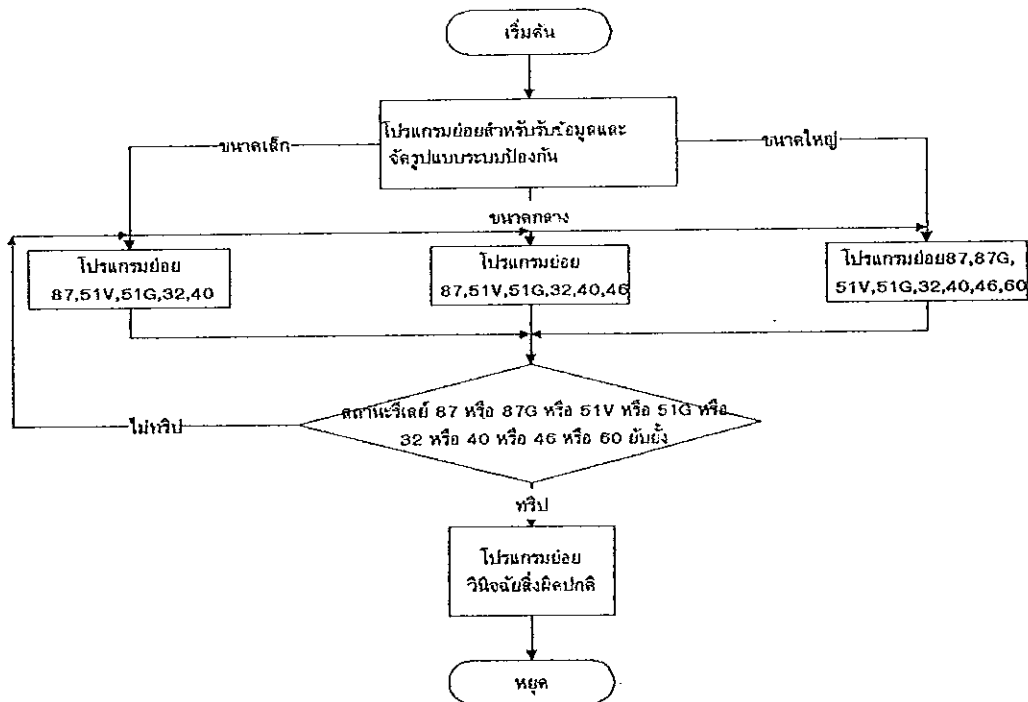 เริ่มต้น
โปรแกรมย่อยสำหรับรับข้อมูลและ
จัดรูปแบบระบบป้องกัน
ขนาดเล็ก
ขนาดใหญ่
ขนาดกลาง
โปรแกรมย่อย
87,51V,51G,32,40
โปรแกรมย่อย
87,51V,51G,32,40,46
โปรแกรมย่อย87,87G,
51V,51G,32,40,46,60
สถานะรีเลย์ 87 หรือ 87G หรือ 51V หรือ 51G หรือ
32 หรือ 40 หรือ 46 หรือ 60 ยับยั้ง
ไม่ทริป
ทริป
โปรแกรมย่อย
วินิจฉัยสิ่งผิดปกติ
หยุด